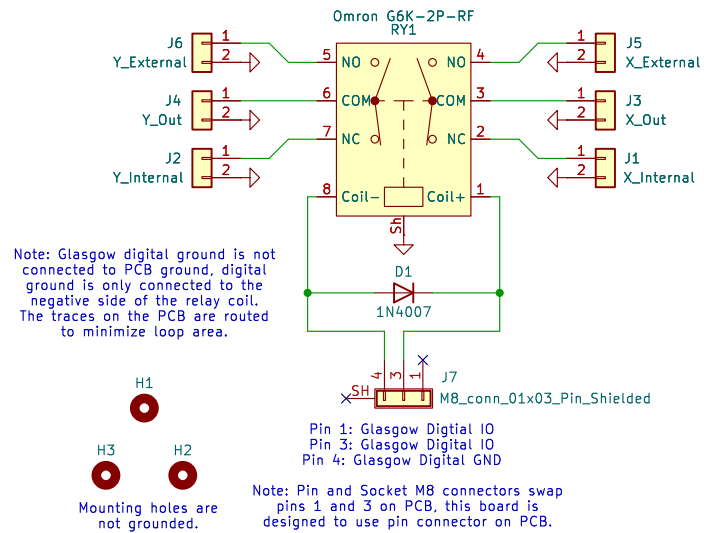 Omron G6K-2P-RF
RY1
J6
1
2
Y_External
5
NO
NO
4
1
2
J5
X_External
J4
1
2
Y_Out
6
COM
COM
3
1
2
J3
X_Out
J2
1
2
Y_Internal
7
NC
NC
2
1
2
J1
X_Internal
8
Coil-
Coil+
1
Sh
Note: Glasgow digital ground is not
connected to PCB ground, digital
ground is only connected to the
negative side of the relay coil.
The traces on the PCB are routed
to minimize loop area.
D1
1N4007
4
3
1
SH
J7
M8_conn_01x03_Pin_Shielded
H1
H3
H2
Mounting holes are
not grounded.
Pin 1: Glasgow Digtial IO
Pin 3: Glasgow Digital IO
Pin 4: Glasgow Digital GND
Note: Pin and Socket M8 connectors swap
pins 1 and 3 on PCB, this board is
designed to use pin connector on PCB.